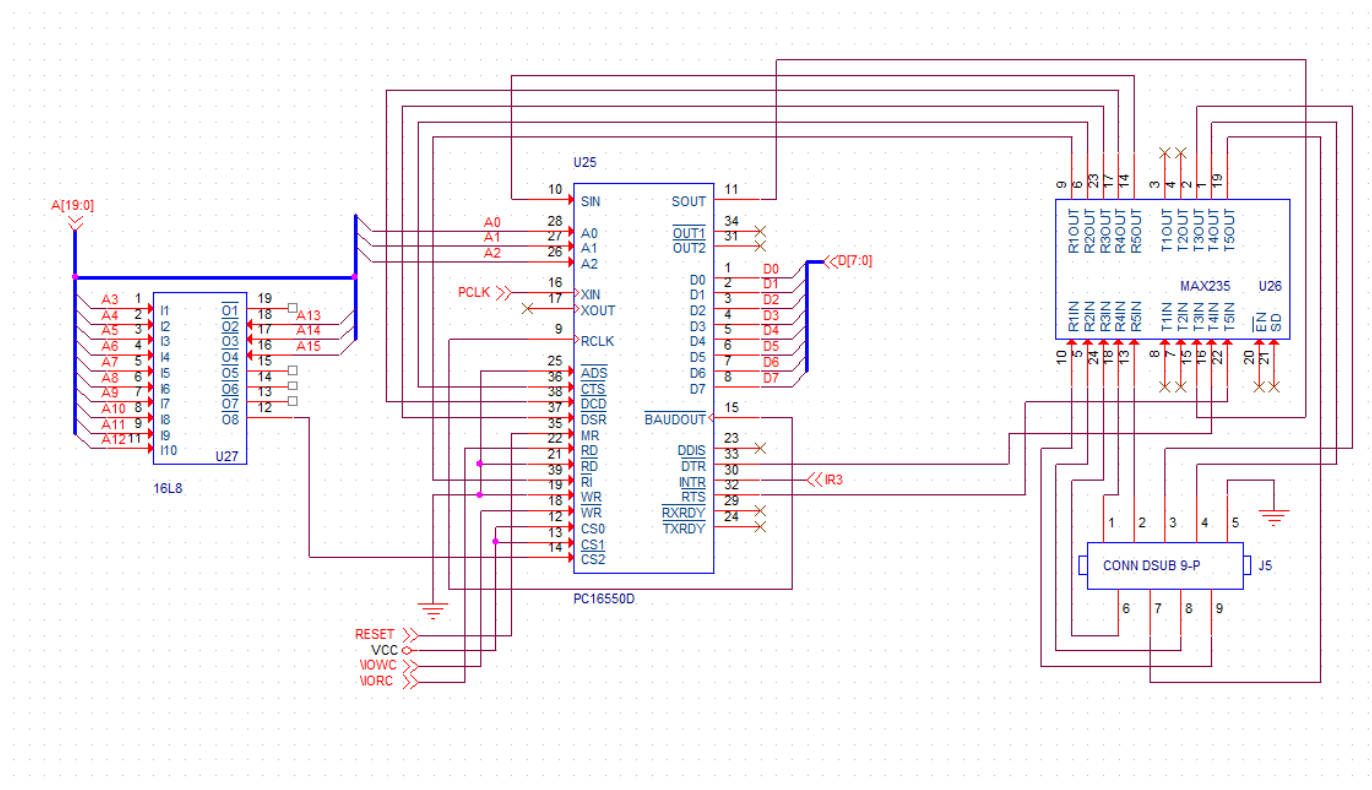 A[19:0]
A3 1 I1
A4 2 I2
A5 3 I3
A6 4 I4
A7 5 I5
A8 6 I6
A9 7 I7
A10 8 I8
A11 9 I9
A12 11 I10
O1 19
O2 18 A13
O3 17 A14
O4 16 A15
O5 15
O6 14
O7 13
O8 12
U27
16L8
U25
10 SIN
A0 28 A0
A1 27 A1
A2 26 A2
PCLK 16 XIN
17 XOUT
9 RCLK
25 ADS
36 CTS
38 DCD
37 DSR
35 MR
22 RD
21 RD
39 RI
19 WR
18 WR
12 CS0
13 CS1
14 CS2
SOUT 11
OUT1 34
OUT2 31
D0 1 D0
D1 2 D1
D2 3 D2
D3 4 D3
D4 5 D4
D5 6 D5
D6 7 D6
D7 8 D7
D[7:0]
BAUDOUT 15
DDIS 23
DTR 33
INTR 30 IR3
RTS 32
RXRDY 29
TXRDY 24
PC16550D
RESET
VCC
\IOWC
\IORC
9 6 23 17 14 3 4 2 1 19
R1OUT R2OUT R3OUT R4OUT R5OUT T1OUT T2OUT T3OUT T4OUT T5OUT
MAX235 U26
R1IN R2IN R3IN R4IN R5IN T1IN T2IN T3IN T4IN T5IN EN SD
10 5 24 18 13 8 7 15 16 22 20 21
1 2 3 4 5
CONN DSUB 9-P J5
6 7 8 9